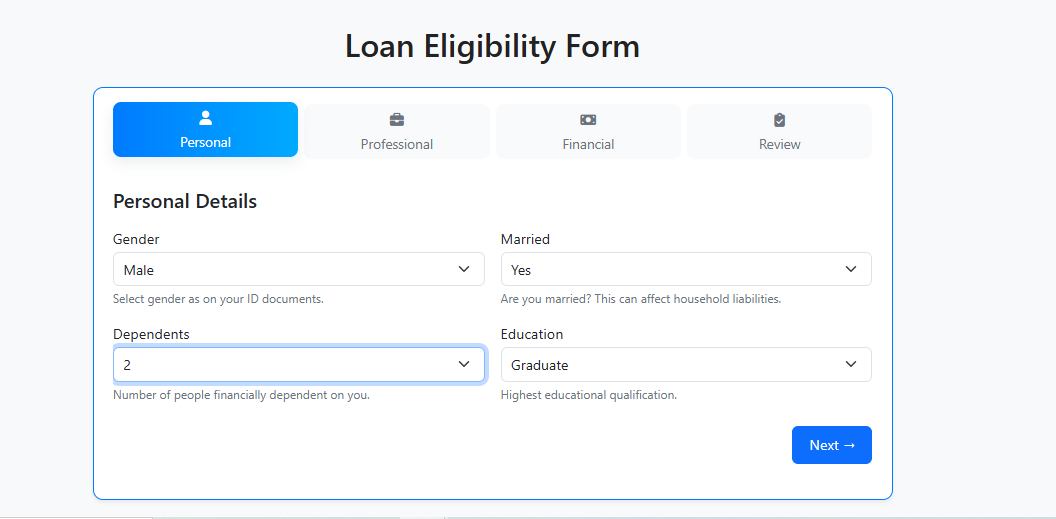 Loan Eligibility Form
Personal Professional Financial Review
Personal Details
Gender Married
Male Yes
Select gender as on your ID documents. Are you married? This can affect household liabilities.
Dependents Education
2 Graduate
Number of people financially dependent on you. Highest educational qualification.
Next →